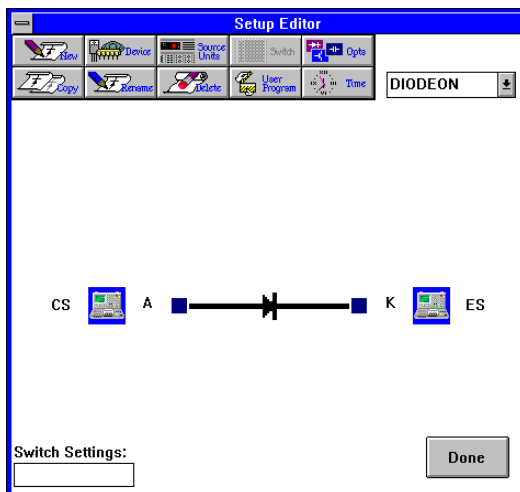 Setup Editor
New Device Source Units Switch Opts
Copy Rename Delete User Program Time
DIODEON
CS A K ES
Switch Settings:
Done